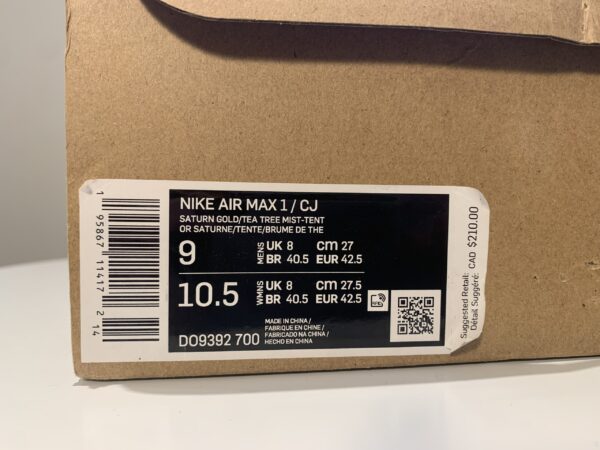 NIKE AIR MAX 1 / CJ
SATURN GOLD/TEA TREE MIST-TENT
OR SATURNE/TENTE/BRUME DE THE
9 MENS UK 8 CM 27
BR 40.5 EUR 42.5
10.5 WMNS UK 8 CM 27.5
BR 40.5 EUR 42.5
MADE IN CHINA /
FABRIQUE EN CHINE /
FABRICADO NA CHINA /
HECHO EN CHINA
DO9392 700
1 95867 11417 2 14
Suggested Retail: CAD $210.00
Détail Suggéré: